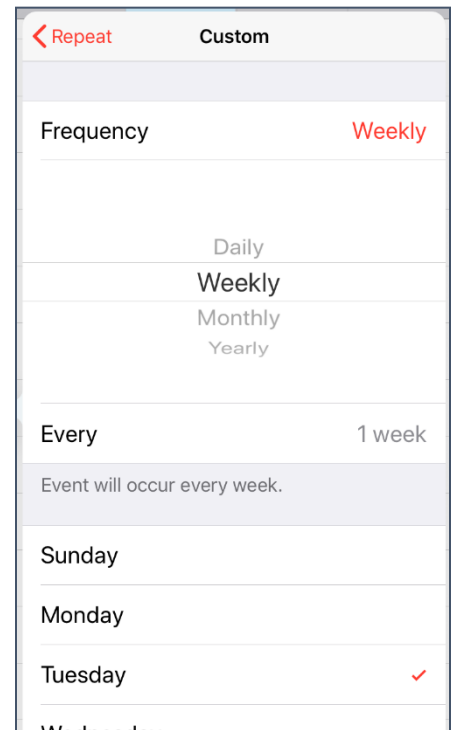 Repeat Custom
Frequency Weekly
Daily
Weekly
Monthly
Yearly
Every 1 week
Event will occur every week.
Sunday
Monday
Tuesday
Wednesday